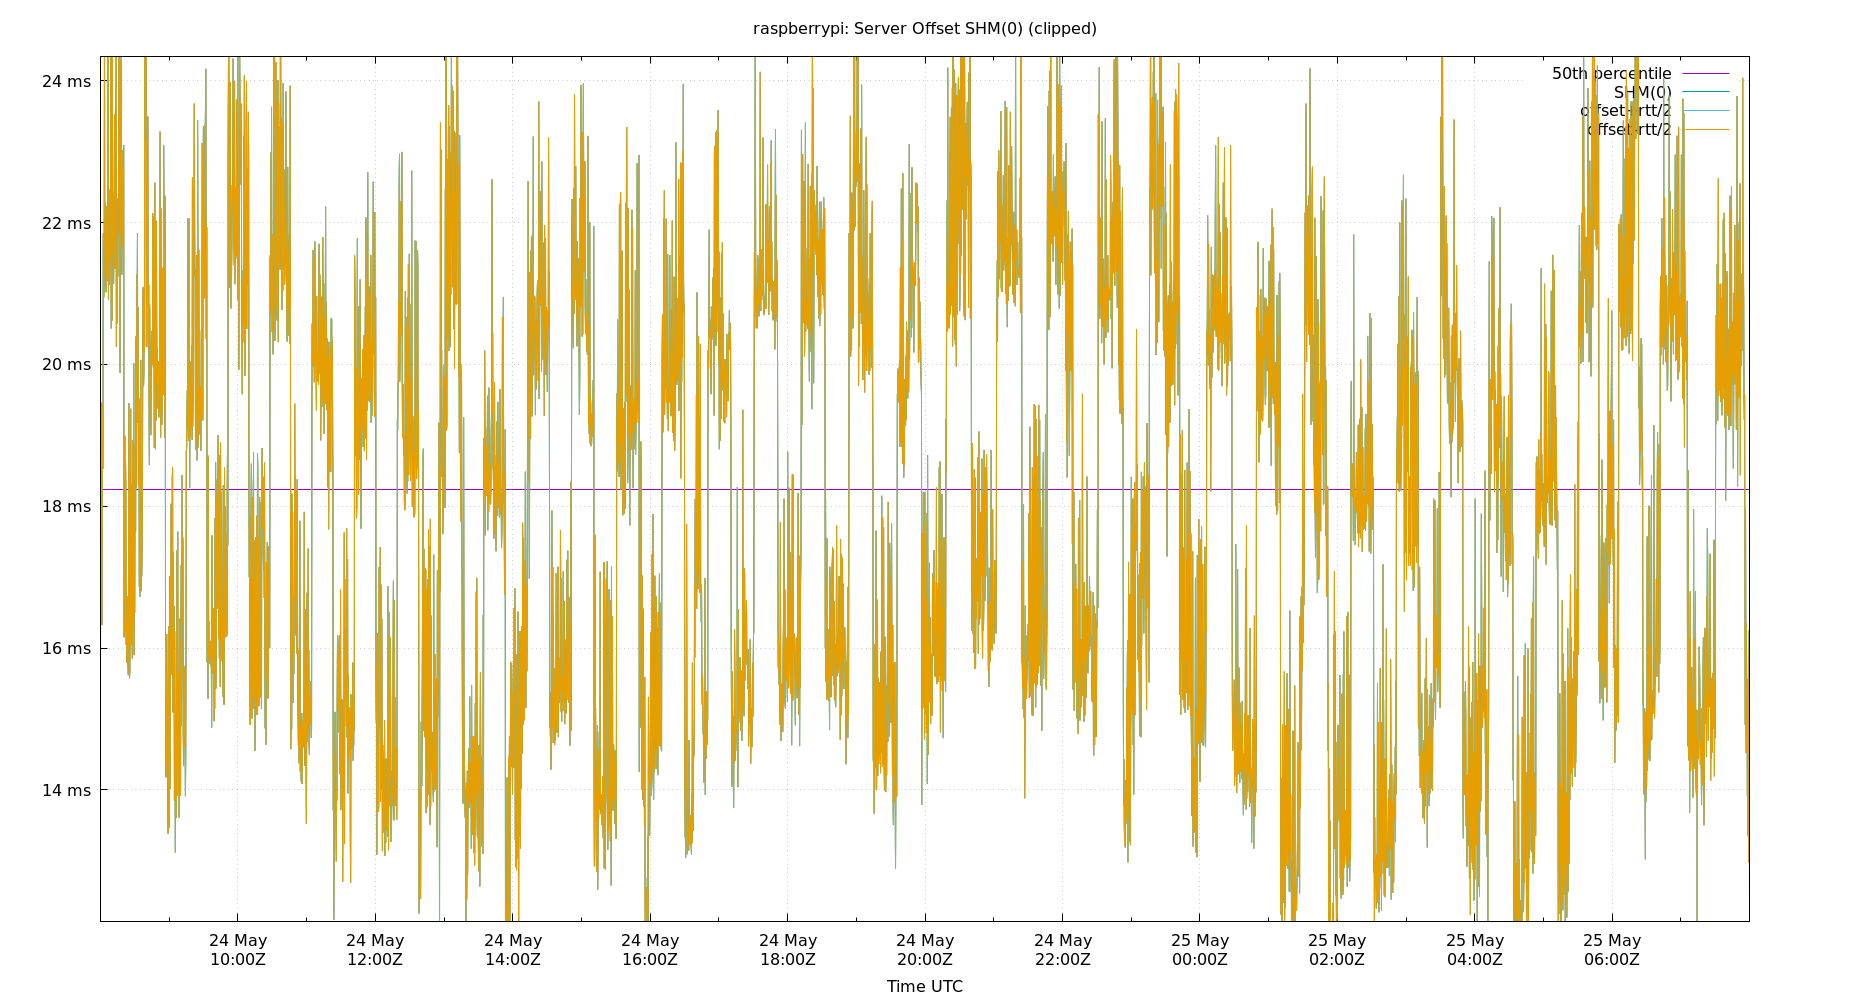 raspberrypi: Server Offset SHM(0) (clipped)
24 ms
22 ms
20 ms
18 ms
16 ms
14 ms
50th percentile
SHM(0)
offset+rtt/2
offset-rtt/2
24 May
10:00Z
24 May
12:00Z
24 May
14:00Z
24 May
16:00Z
24 May
18:00Z
24 May
20:00Z
24 May
22:00Z
25 May
00:00Z
25 May
02:00Z
25 May
04:00Z
25 May
06:00Z
Time UTC